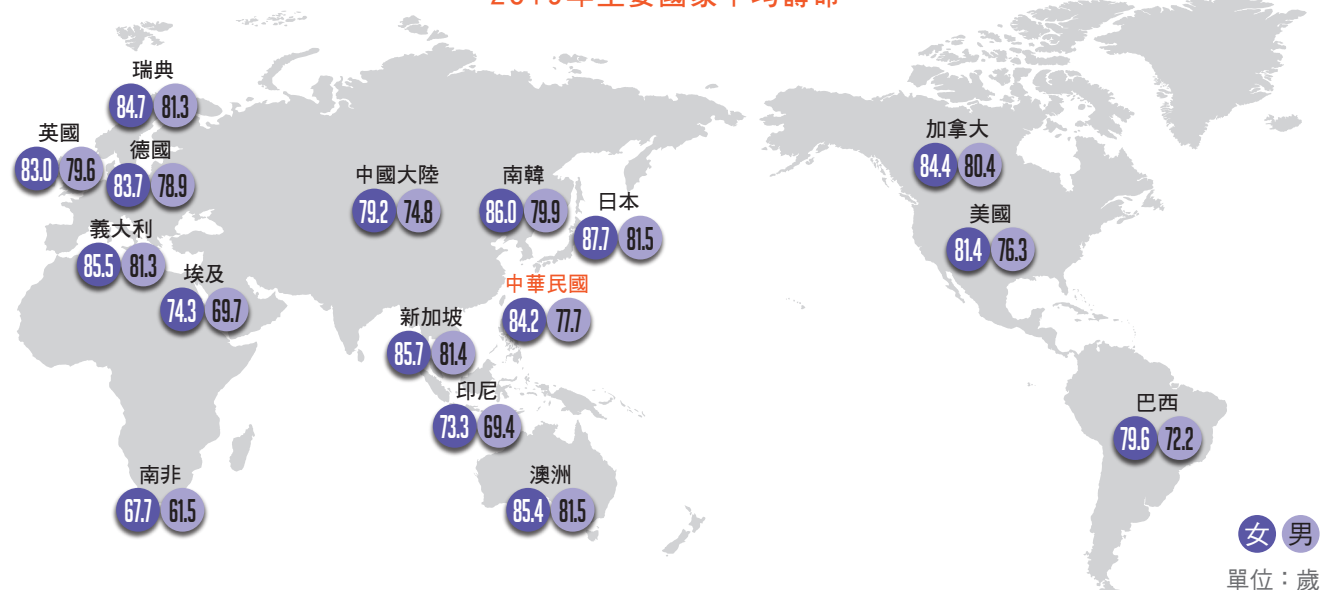 瑞典
84.7 81.3
英國
83.0 79.6
德國
83.7 78.9
義大利
85.5 81.3
埃及
74.3 69.7
南非
67.7 61.5
中國大陸
79.2 74.8
南韓
86.0 79.9
日本
87.7 81.5
中華民國
84.2 77.7
新加坡
85.7 81.4
印尼
73.3 69.4
澳洲
85.4 81.5
加拿大
84.4 80.4
美國
81.4 76.3
巴西
79.6 72.2
女 男
單位：歲